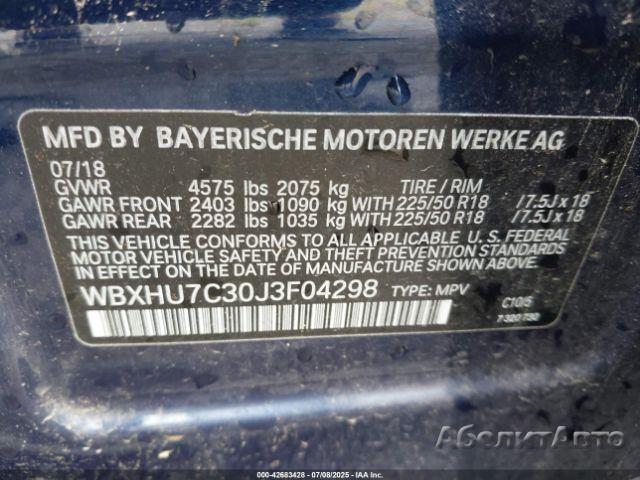 MFD BY BAYERISCHE MOTOREN WERKE AG
07/18
GVWR 4575 lbs 2075 kg TIRE / RIM
GAWR FRONT 2403 lbs 1090 kg WITH 225/50 R18 /7.5J x 18
GAWR REAR 2282 lbs 1035 kg WITH 225/50 R18 /7.5J x 18
THIS VEHICLE CONFORMS TO ALL APPLICABLE U. S. FEDERAL
MOTOR VEHICLE SAFETY AND THEFT PREVENTION
STANDARDS IN EFFECT ON THE DATE OF MANUFACTURE SHOWN ABOVE.
WBXHU7C30J3F04298 TYPE: MPV
C10/5
АбсолютАвто
000-42683428 - 07/08/2025 - IAA Inc.